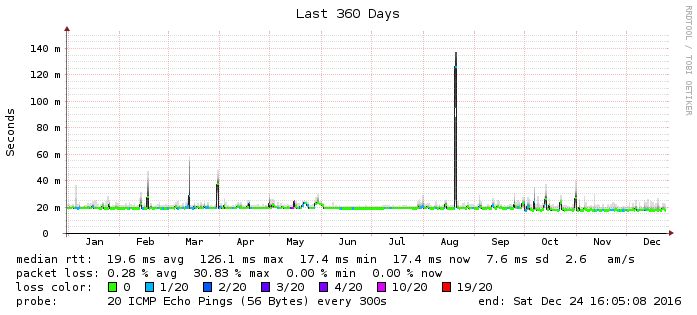 Last 360 Days
RRDTOOL / TOBI OETIKER
Seconds
140 m
120 m
100 m
80 m
60 m
40 m
20 m
0
Jan Feb Mar Apr May Jun Jul Aug Sep Oct Nov Dec
median rtt: 19.6 ms avg 126.1 ms max 17.4 ms min 17.4 ms now 7.6 ms sd 2.6 am/s
packet loss: 0.28 % avg 30.83 % max 0.00 % min 0.00 % now
loss color: 0 1/20 2/20 3/20 4/20 10/20 19/20
probe: 20 ICMP Echo Pings (56 Bytes) every 300s end: Sat Dec 24 16:05:08 2016